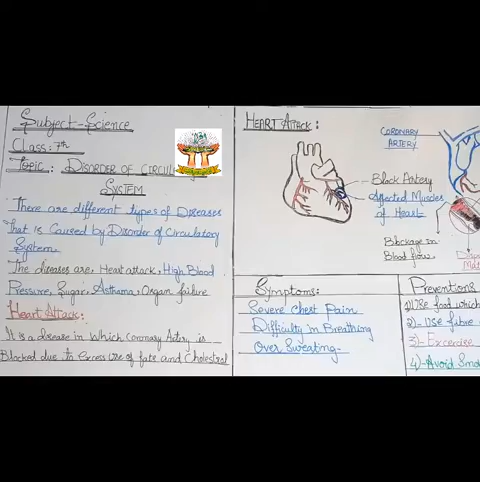 Subject-Science
Class: 7th
Topic: Disorder of Circul
System
There are different types of Diseases
That is Caused by Disorder of Circulatory
System
The diseases are, Heart attack, High Blood
Pressure, Sugar, Asthama, Organ failure
Heart Attack:
It is a disease in which coronary Artery is
Blocked due to excess use of fate and Cholestrol
HEART ATTACK:
CORONARY
ARTERY
Block Artery
Affected Muscles
of Heart
Blockage in
Blood flow
Symptoms:
Severe Chest Pain
Difficulty in Breathing
Over Sweating
Preventions
1) Use food which
2)- Use fibre
3)- Excercise
4)- Avoid Smo